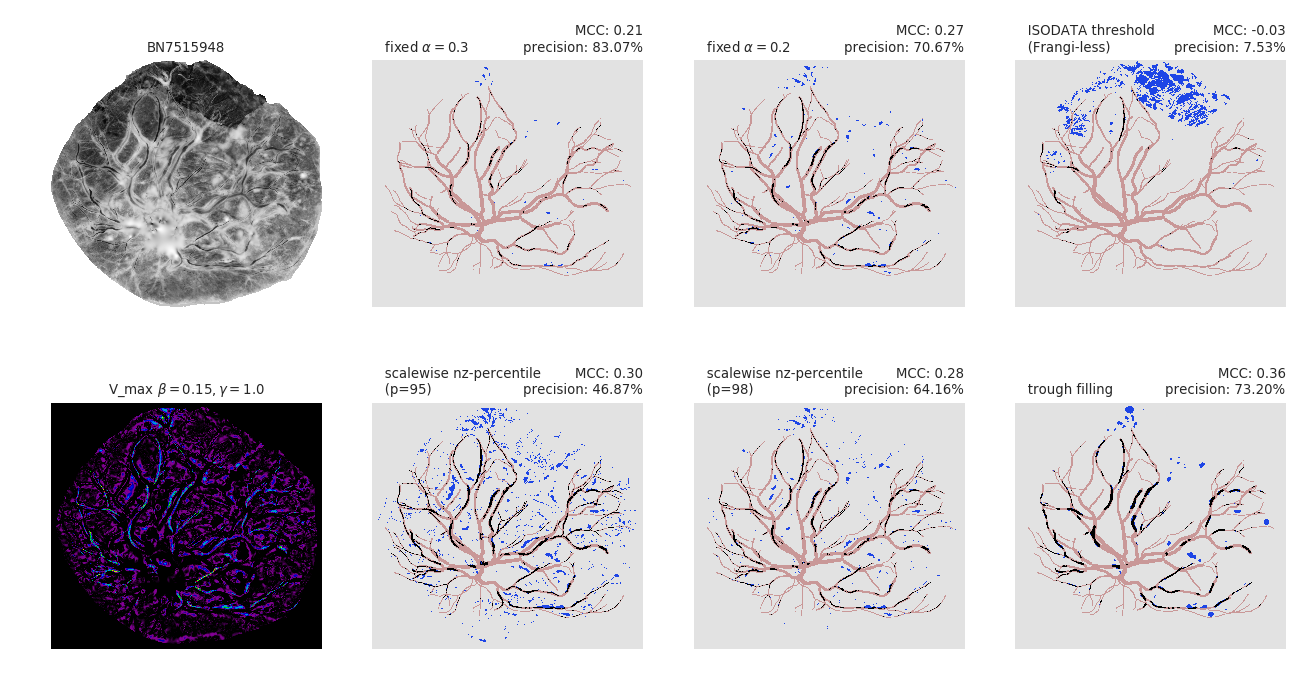 BN7515948
fixed α = 0.3
MCC: 0.21
precision: 83.07%
fixed α = 0.2
MCC: 0.27
precision: 70.67%
ISODATA threshold
(Frangi-less)
MCC: -0.03
precision: 7.53%
V_max β = 0.15, γ = 1.0
scalewise nz-percentile
(p=95)
MCC: 0.30
precision: 46.87%
scalewise nz-percentile
(p=98)
MCC: 0.28
precision: 64.16%
trough filling
MCC: 0.36
precision: 73.20%